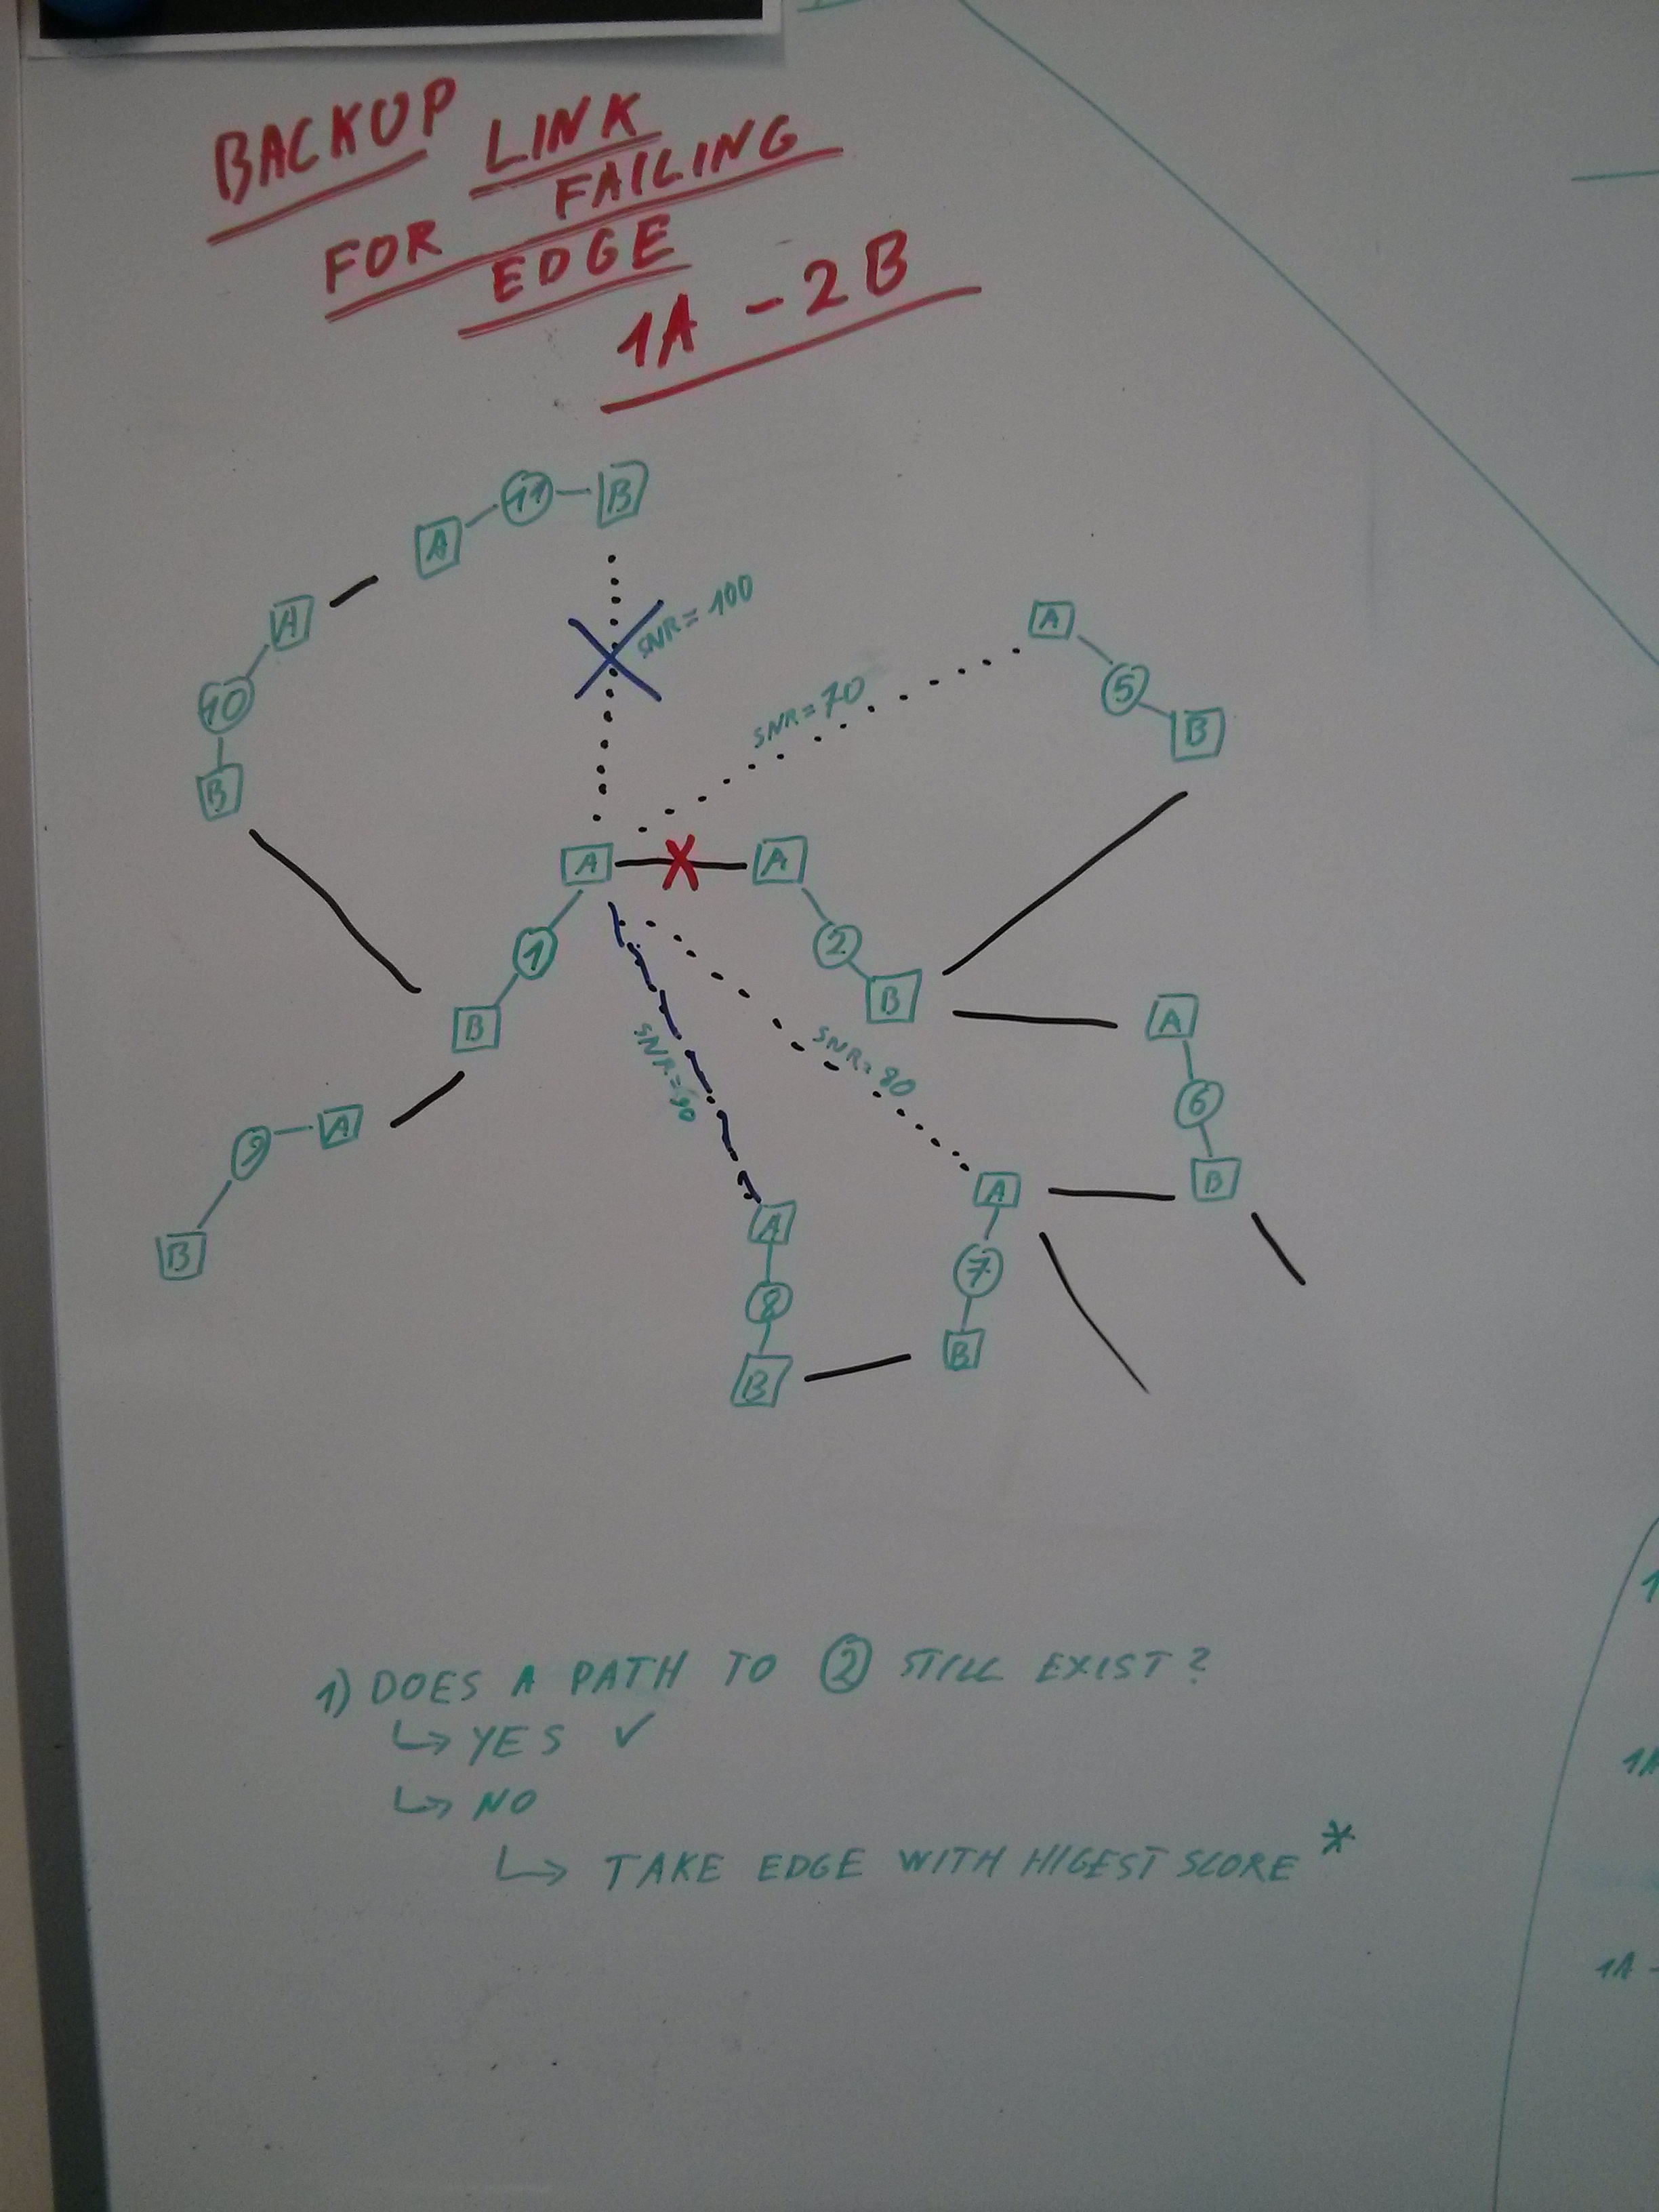 BACKUP LINK
FOR FAILING
EDGE
1A - 2B
A 11 B
A
10
B
SNR = 100
A
5
B
SNR = 70
A A
1
B
2
B
SNR = 90
SNR = 80
A
6
B
9 A
B
A
7
B
A
8
B
1) DOES A PATH TO 2 STILL EXIST?
↳ YES ✓
↳ NO
↳ TAKE EDGE WITH HIGEST SCORE *
1A
1A -